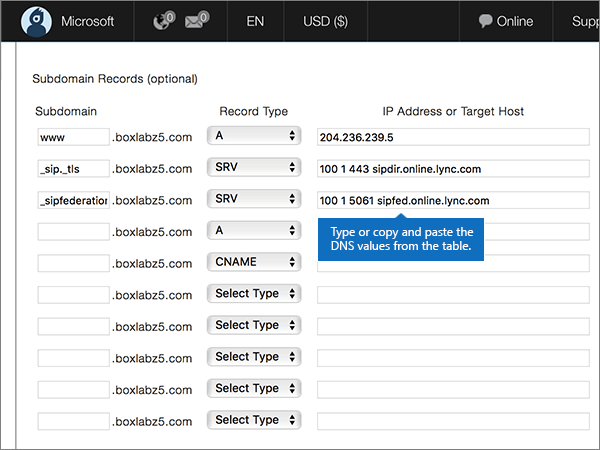 Microsoft 0 0 EN USD ($) Online Supp
Subdomain Records (optional)
Subdomain Record Type IP Address or Target Host
www .boxlabz5.com A 204.236.239.5
_sip._tls .boxlabz5.com SRV 100 1 443 sipdir.online.lync.com
_sipfederation .boxlabz5.com SRV 100 1 5061 sipfed.online.lync.com
.boxlabz5.com A
Type or copy and paste the
DNS values from the table.
.boxlabz5.com CNAME
.boxlabz5.com Select Type
.boxlabz5.com Select Type
.boxlabz5.com Select Type
.boxlabz5.com Select Type
.boxlabz5.com Select Type